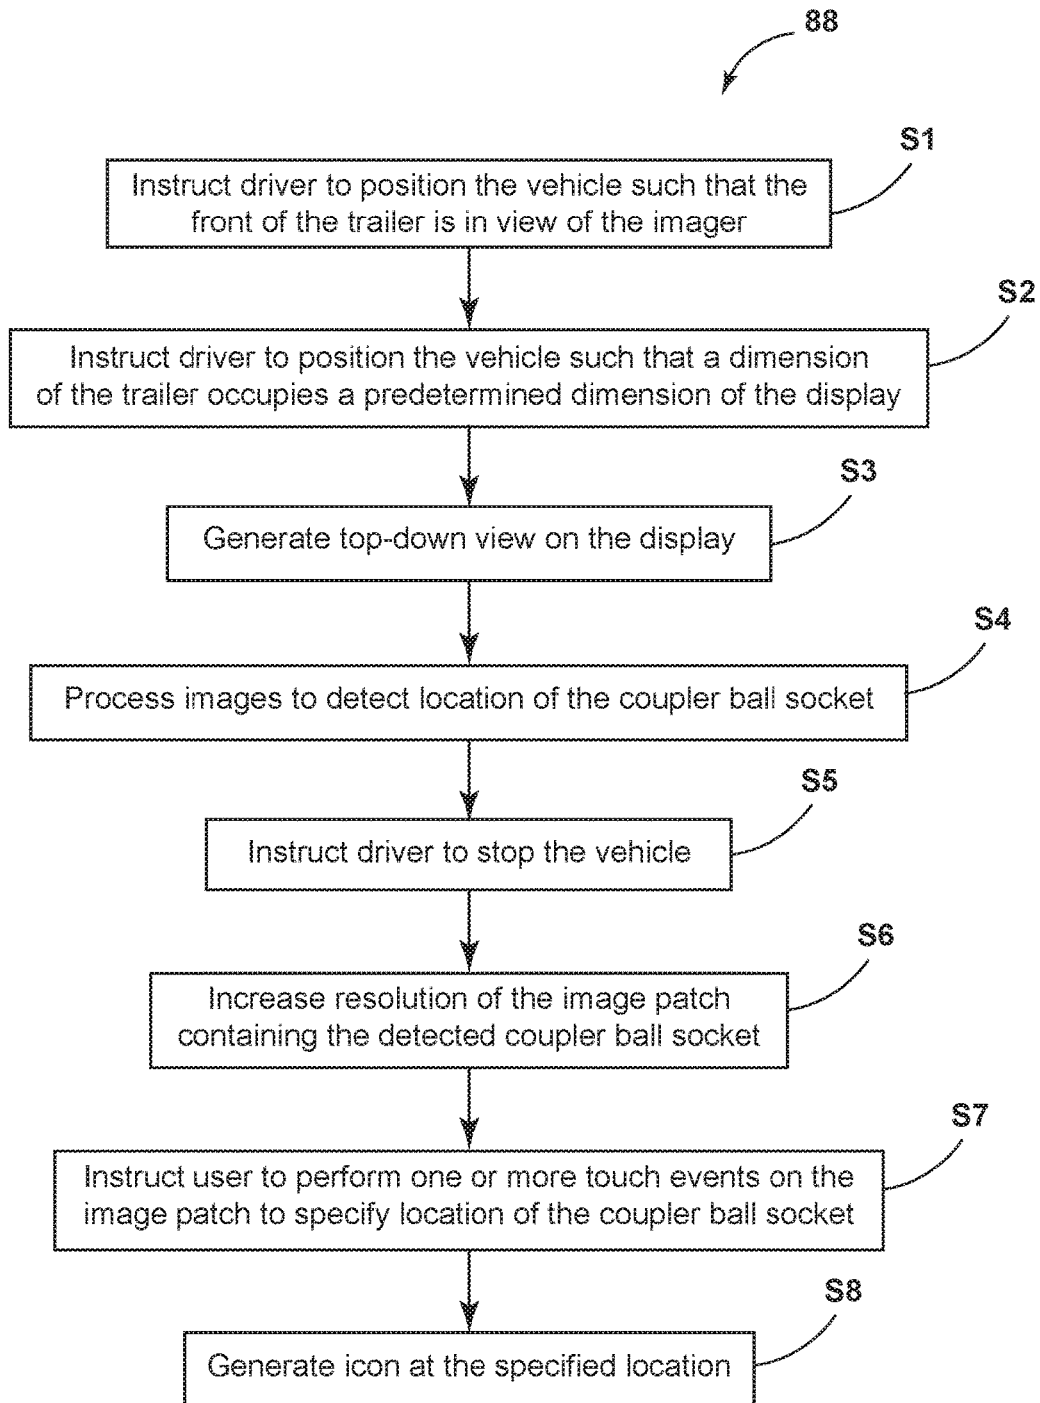 88
S1
Instruct driver to position the vehicle such that the
front of the trailer is in view of the imager
S2
Instruct driver to position the vehicle such that a dimension
of the trailer occupies a predetermined dimension of the display
S3
Generate top-down view on the display
S4
Process images to detect location of the coupler ball socket
S5
Instruct driver to stop the vehicle
S6
Increase resolution of the image patch
containing the detected coupler ball socket
S7
Instruct user to perform one or more touch events on the
image patch to specify location of the coupler ball socket
S8
Generate icon at the specified location